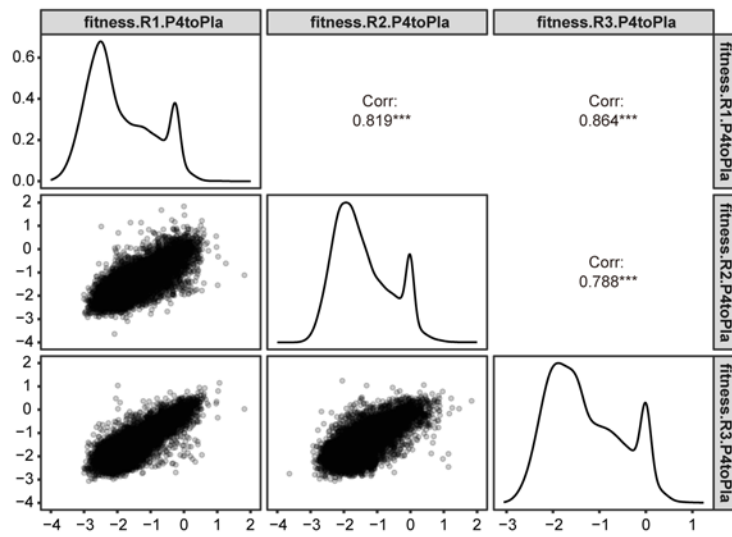 fitness.R1.P4toPla fitness.R2.P4toPla fitness.R3.P4toPla
0.6
0.4
0.2
0.0
Corr:
0.819***
Corr:
0.864***
fitness.R1.P4toPla
2
1
0
−1
−2
−3
−4
Corr:
0.788***
fitness.R2.P4toPla
2
1
0
−1
−2
−3
−4
fitness.R3.P4toPla
−4 −3 −2 −1 0 1 2
−4 −3 −2 −1 0 1 2
−3 −2 −1 0 1